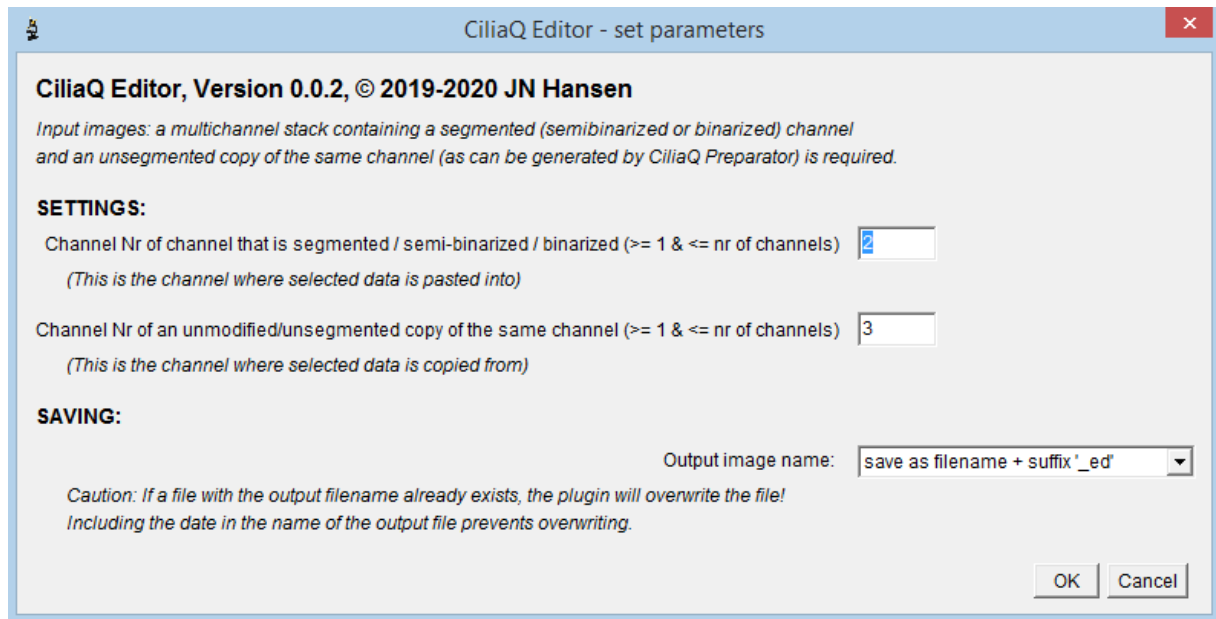 CiliaQ Editor - set parameters
CiliaQ Editor, Version 0.0.2, © 2019-2020 JN Hansen
Input images: a multichannel stack containing a segmented (semibinarized or binarized) channel
and an unsegmented copy of the same channel (as can be generated by CiliaQ Preparator) is required.
SETTINGS:
Channel Nr of channel that is segmented / semi-binarized / binarized (>= 1 & <= nr of channels) 2
(This is the channel where selected data is pasted into)
Channel Nr of an unmodified/unsegmented copy of the same channel (>= 1 & <= nr of channels) 3
(This is the channel where selected data is copied from)
SAVING:
Output image name: save as filename + suffix '_ed'
Caution: If a file with the output filename already exists, the plugin will overwrite the file!
Including the date in the name of the output file prevents overwriting.
OK Cancel